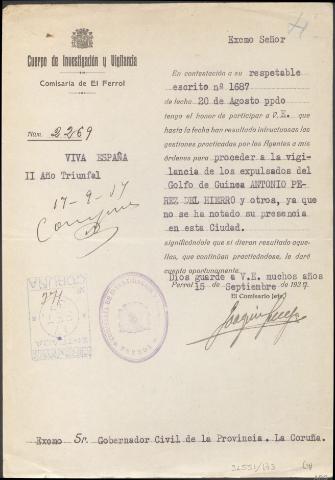 Cuerpo de Investigación y Vigilancia
Comisaría de El Ferrol
Núm. 2269
VIVA ESPAÑA
II Año Triunfal
17-9-37
Excmo Señor
En contestación a su respetable
escrito nº 1687
de fecha 20 de Agosto ppdo
tengo el honor de participar a V. E. que
hasta la fecha han resultado infructuosas las
gestiones practicadas por los Agentes a mis
órdenes para proceder a la vigi-
lancia de los expulsados del
Golfo de Guinea ANTONIO PE-
REZ DEL HIERRO y otros, ya que
no se ha notado su presencia
en esta Ciudad.
significándole que si dieran resultado aque-
llas, que continúan practicándose, le daré
cuenta oportunamente.
Dios guarde a V.E. muchos años
Ferrol 15 Septiembre de 1937
El Comisario Jefe,
CORUÑA
FERROL
Excmo Sr. Gobernador Civil de la Provincia. La Coruña.